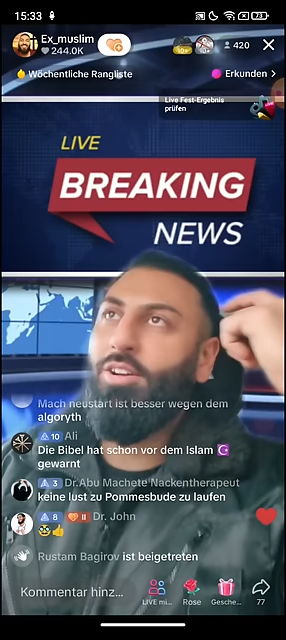 15:33
73
Ex_muslim
244.0K
420
Wöchentliche Rangliste
Erkunden >
Live Fest-Ergebnis
prüfen
LIVE
BREAKING
NEWS
Mach neustart ist besser wegen dem
algoryth
10 Ali
Die Bibel hat schon vor dem Islam ☪️
gewarnt
3 Dr.Abu Machete Nackentherapeut
keine lust zu Pommesbude zu laufen
8 II Dr. John
🥸👍
Rustam Bagirov ist beigetreten
Kommentar hinz...
LIVE mi...
Rose
Gesche...
77